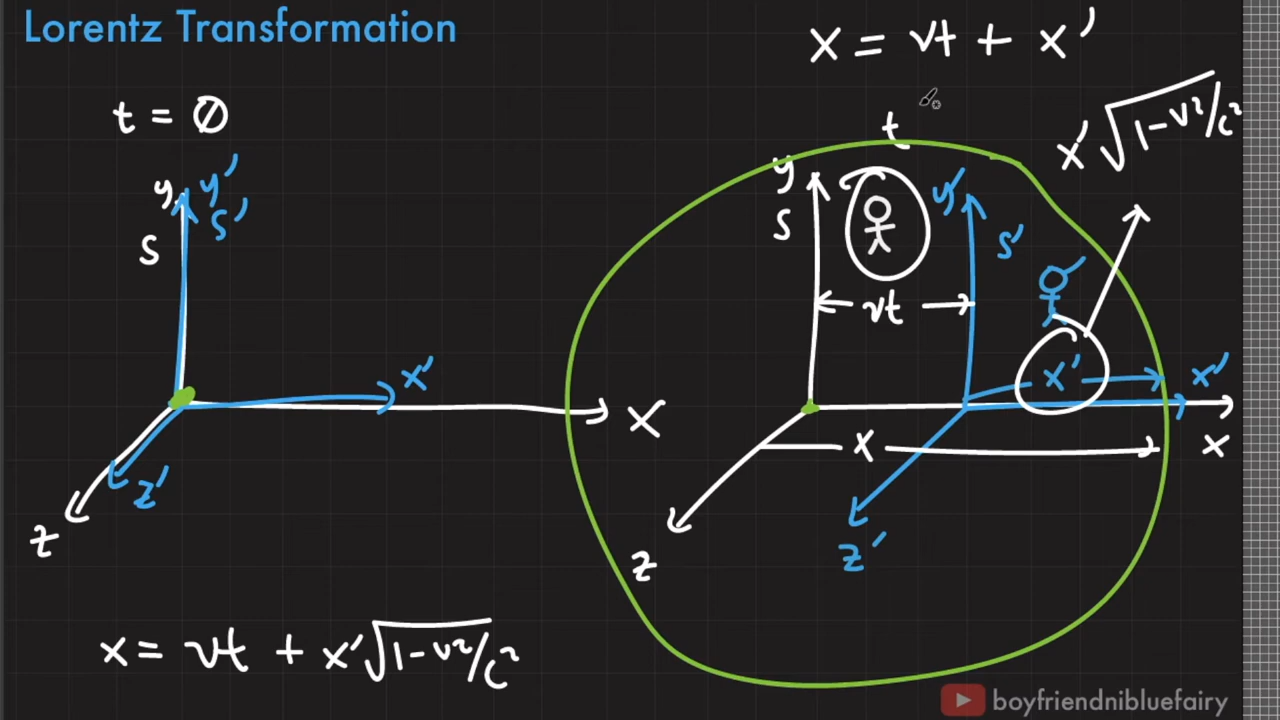 Lorentz Transformation
x = vt + x'
t = 0
t
x'√1-v²/c²
y y'
S S'
y
S
y'
S'
vt
x'
x'
x'
X
X
x
z'
z
z
z'
x = vt + x'√1-v²/c²
boyfriendnibluefairy